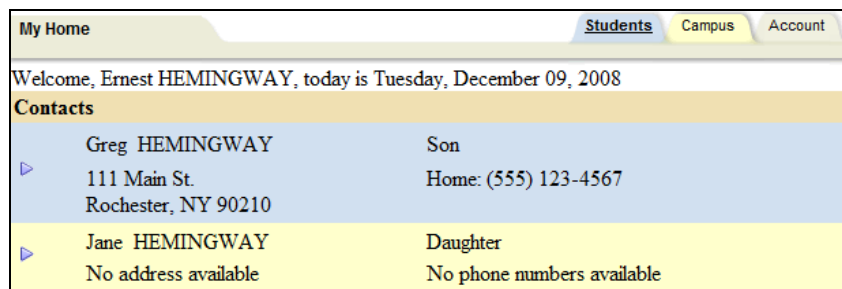 My Home Students Campus Account
Welcome, Ernest HEMINGWAY, today is Tuesday, December 09, 2008
Contacts
Greg HEMINGWAY Son
111 Main St. Home: (555) 123-4567
Rochester, NY 90210
Jane HEMINGWAY Daughter
No address available No phone numbers available